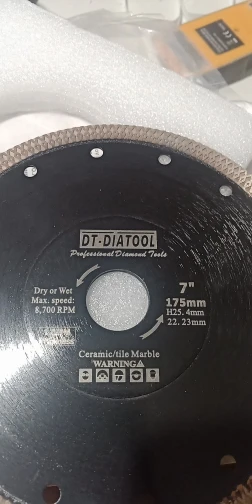 DT-DIATOOL
Professional Diamond Tools
Dry or Wet
Max. speed:
8,700 RPM
7"
175mm
H25.4mm
22.23mm
Ceramic/tile Marble
WARNING